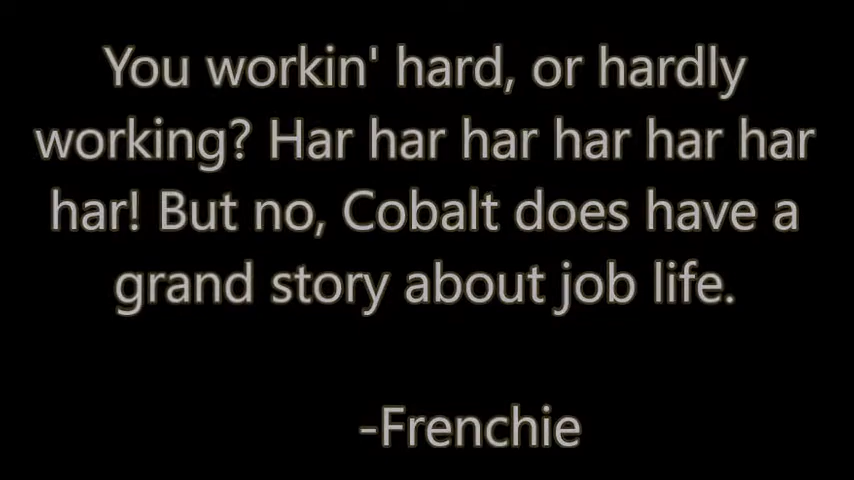 You workin' hard, or hardly
working? Har har har har har har
har! But no, Cobalt does have a
grand story about job life.
-Frenchie